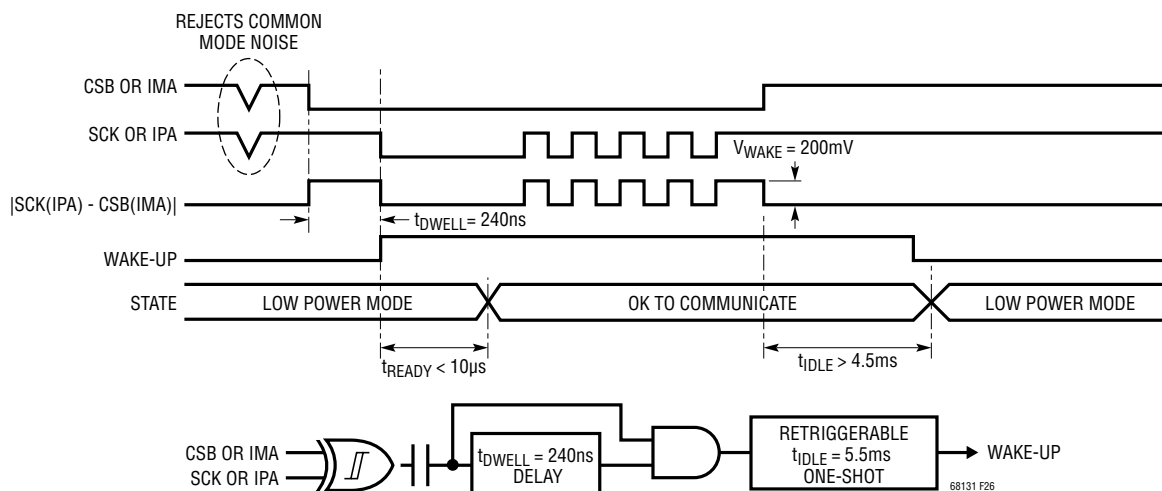 REJECTS COMMON
MODE NOISE
CSB OR IMA
SCK OR IPA
VWAKE = 200mV
|SCK(IPA) - CSB(IMA)|
tDWELL= 240ns
WAKE-UP
STATE
LOW POWER MODE
OK TO COMMUNICATE
LOW POWER MODE
tREADY < 10µs
tIDLE > 4.5ms
CSB OR IMA
SCK OR IPA
tDWELL = 240ns
DELAY
RETRIGGERABLE
tIDLE = 5.5ms
ONE-SHOT
WAKE-UP
68131 F26